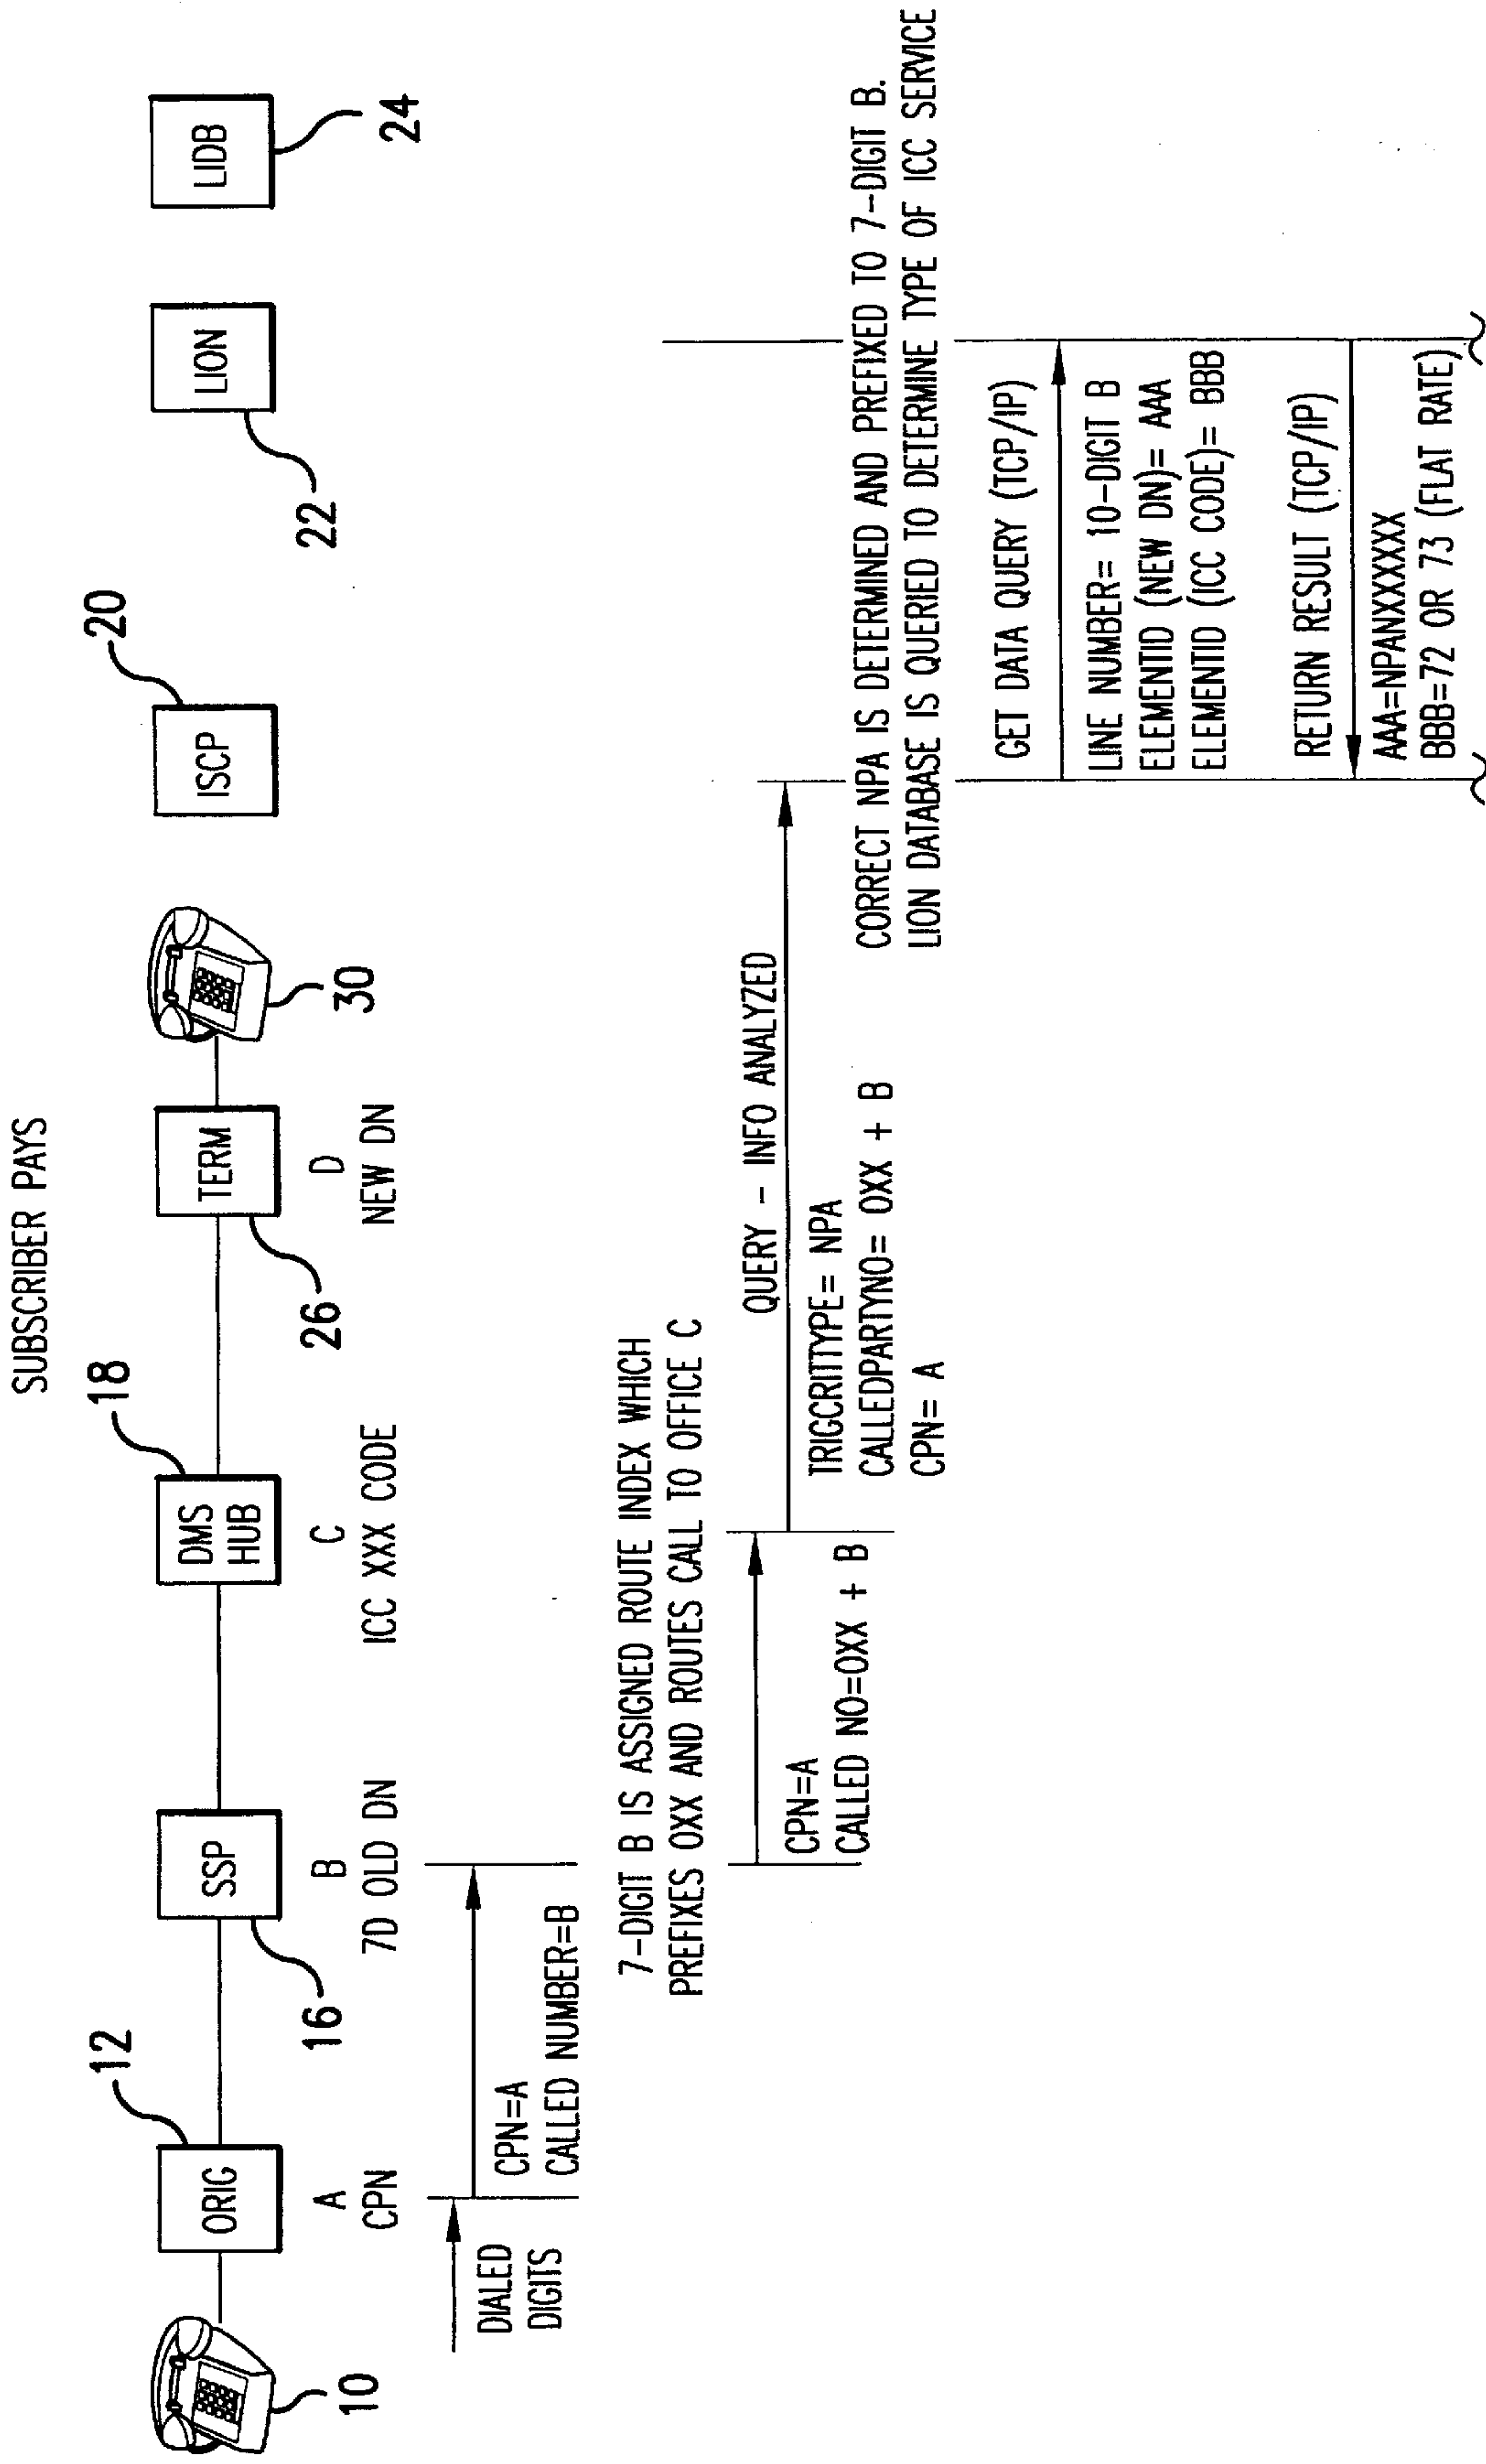 SUBSCRIBER PAYS
10
12
ORIG
A
CPN
16
SSP
B
7D OLD DN
18
DMS
HUB
C
ICC XXX CODE
26
TERM
D
NEW DN
30
20
ISCP
22
LION
24
LIDB
DIALED
DIGITS
CPN=A
CALLED NUMBER=B
7-DIGIT B IS ASSIGNED ROUTE INDEX WHICH
PREFIXES OXX AND ROUTES CALL TO OFFICE C
CPN=A
CALLED NO=OXX + B
QUERY - INFO ANALYZED
TRIGCRITTYPE= NPA
CALLEDPARTYNO= OXX + B
CPN= A
CORRECT NPA IS DETERMINED AND PREFIXED TO 7-DIGIT B.
LION DATABASE IS QUERIED TO DETERMINE TYPE OF ICC SERVICE
GET DATA QUERY (TCP/IP)
LINE NUMBER= 10-DIGIT B
ELEMENTID (NEW DN)= AAA
ELEMENTID (ICC CODE)= BBB
RETURN RESULT (TCP/IP)
AAA=NPANXXXXX
BBB=72 OR 73 (FLAT RATE)